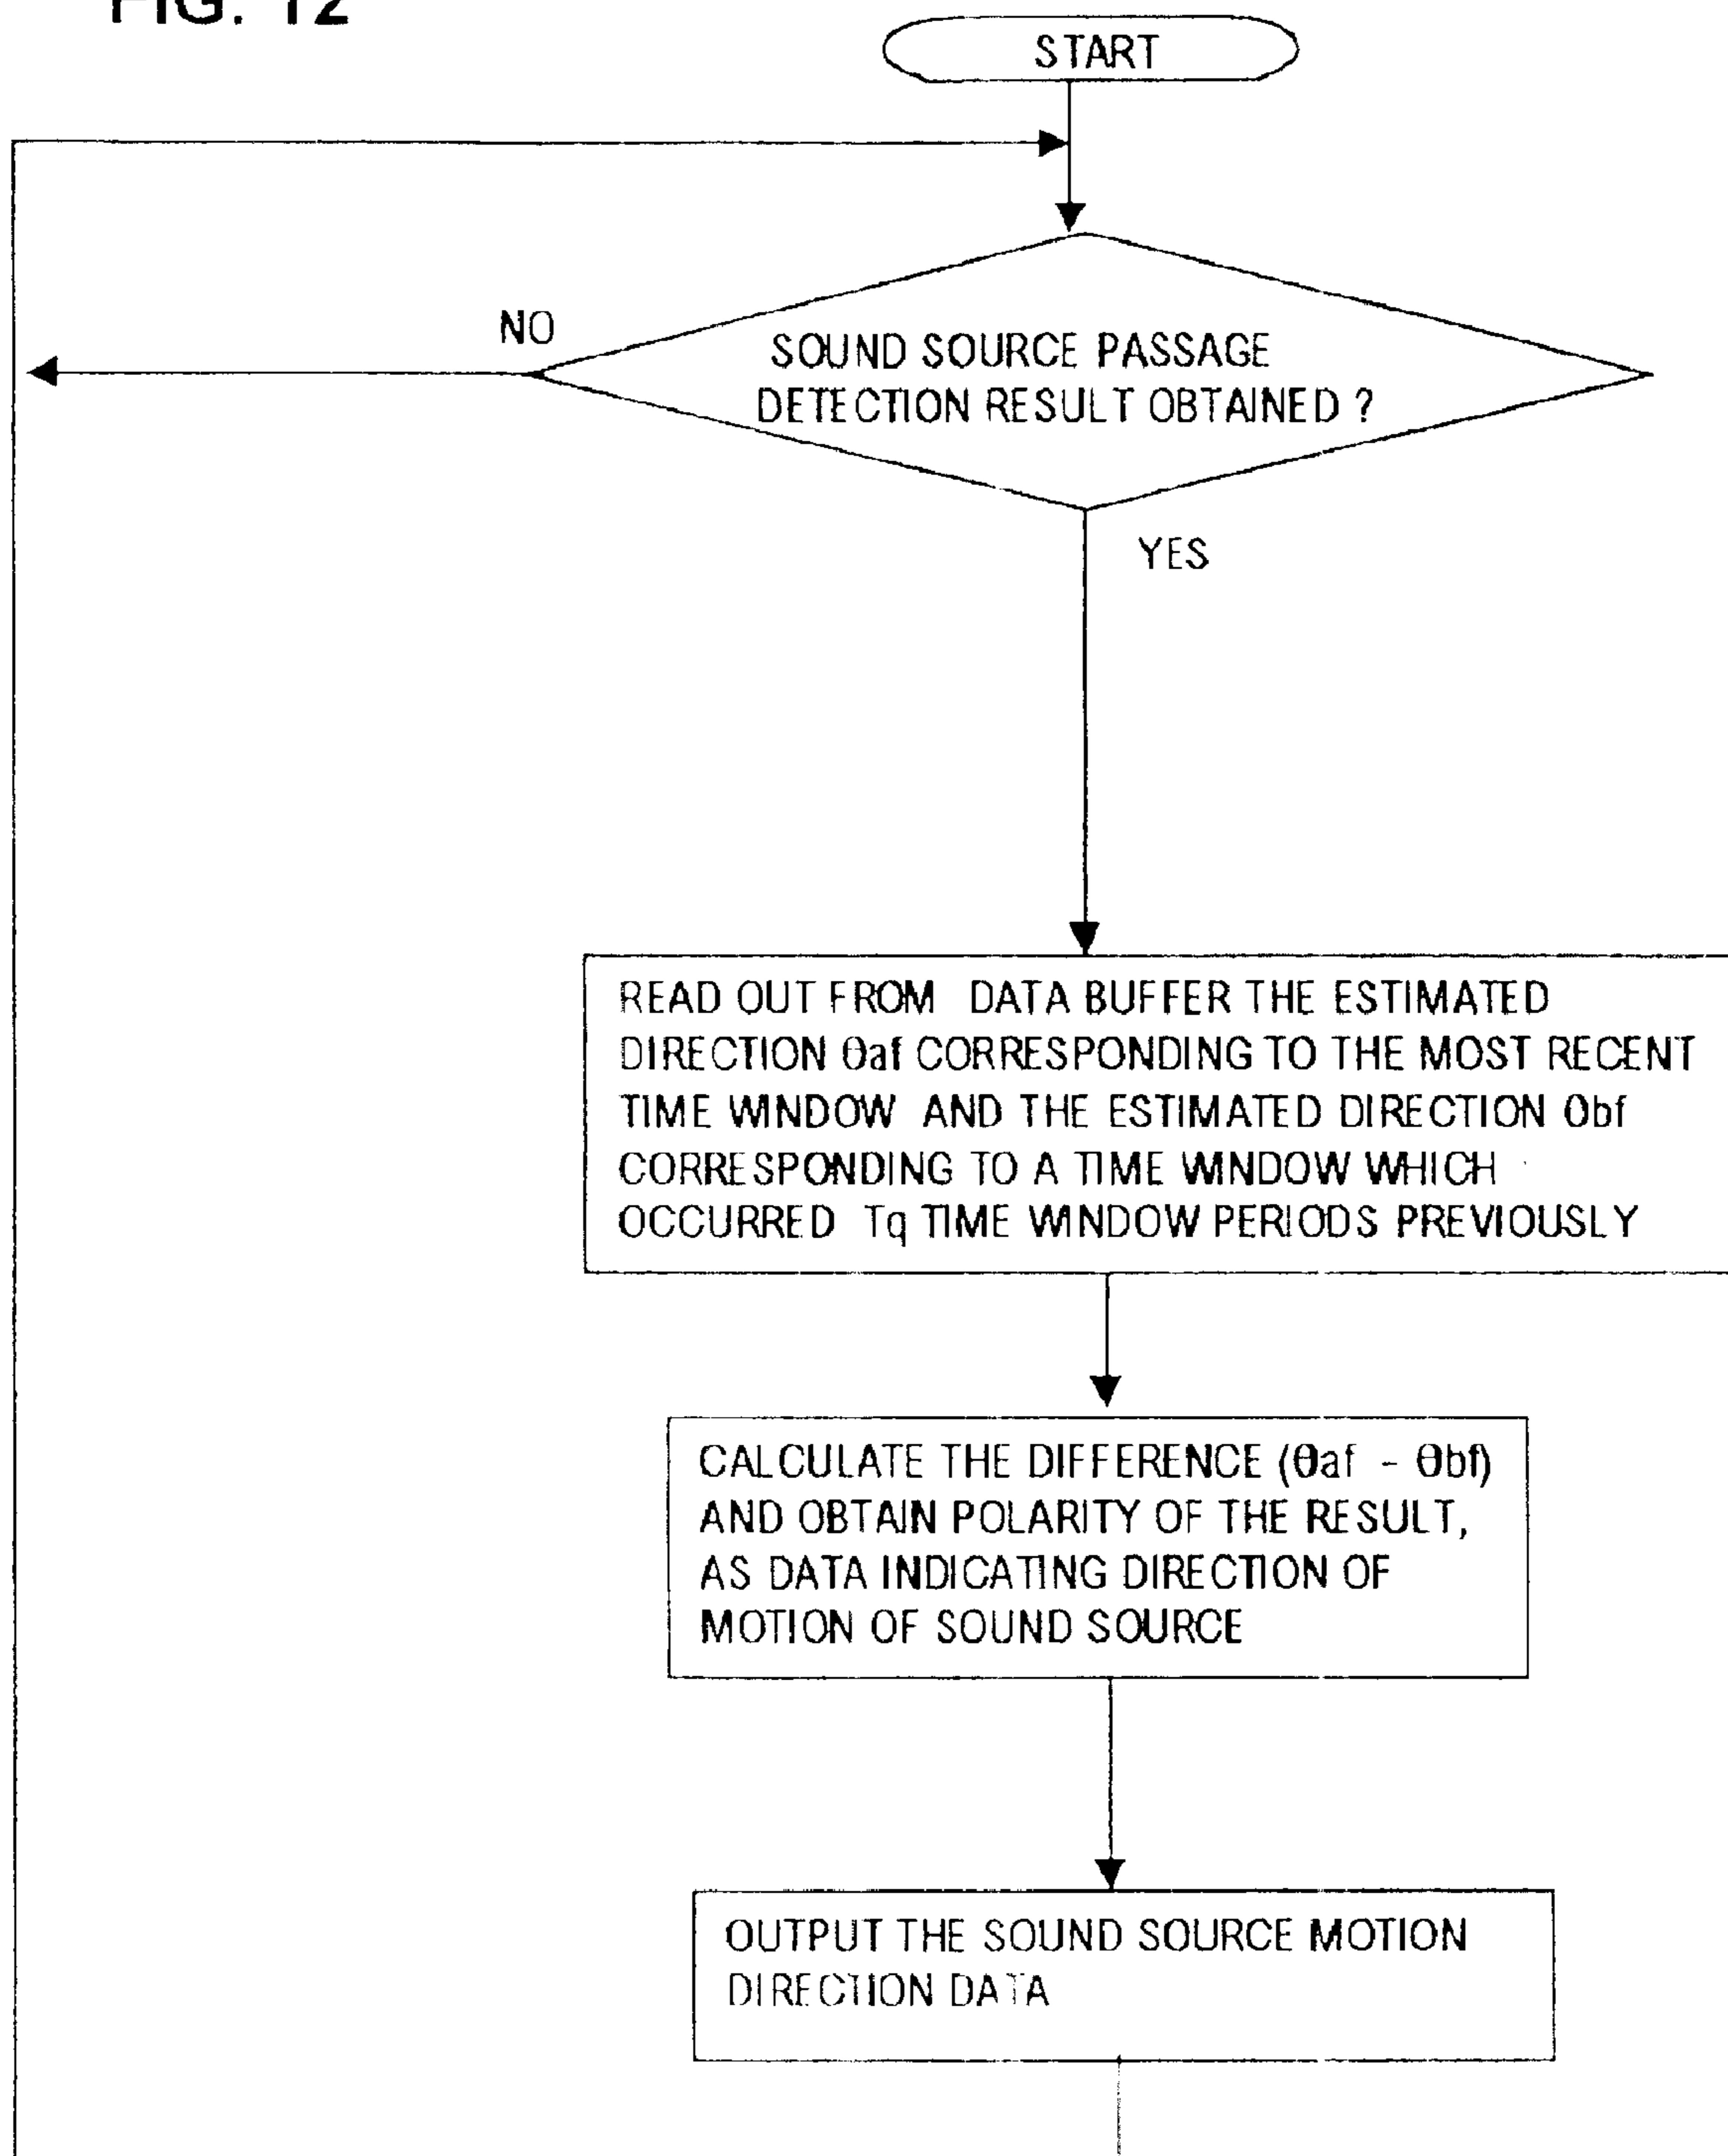 FIG. 12
START
NO
SOUND SOURCE PASSAGE
DETECTION RESULT OBTAINED ?
YES
READ OUT FROM DATA BUFFER THE ESTIMATED
DIRECTION θaf CORRESPONDING TO THE MOST RECENT
TIME WINDOW AND THE ESTIMATED DIRECTION θbf
CORRESPONDING TO A TIME WINDOW WHICH
OCCURRED Tq TIME WINDOW PERIODS PREVIOUSLY
CALCULATE THE DIFFERENCE (θaf - θbf)
AND OBTAIN POLARITY OF THE RESULT,
AS DATA INDICATING DIRECTION OF
MOTION OF SOUND SOURCE
OUTPUT THE SOUND SOURCE MOTION
DIRECTION DATA